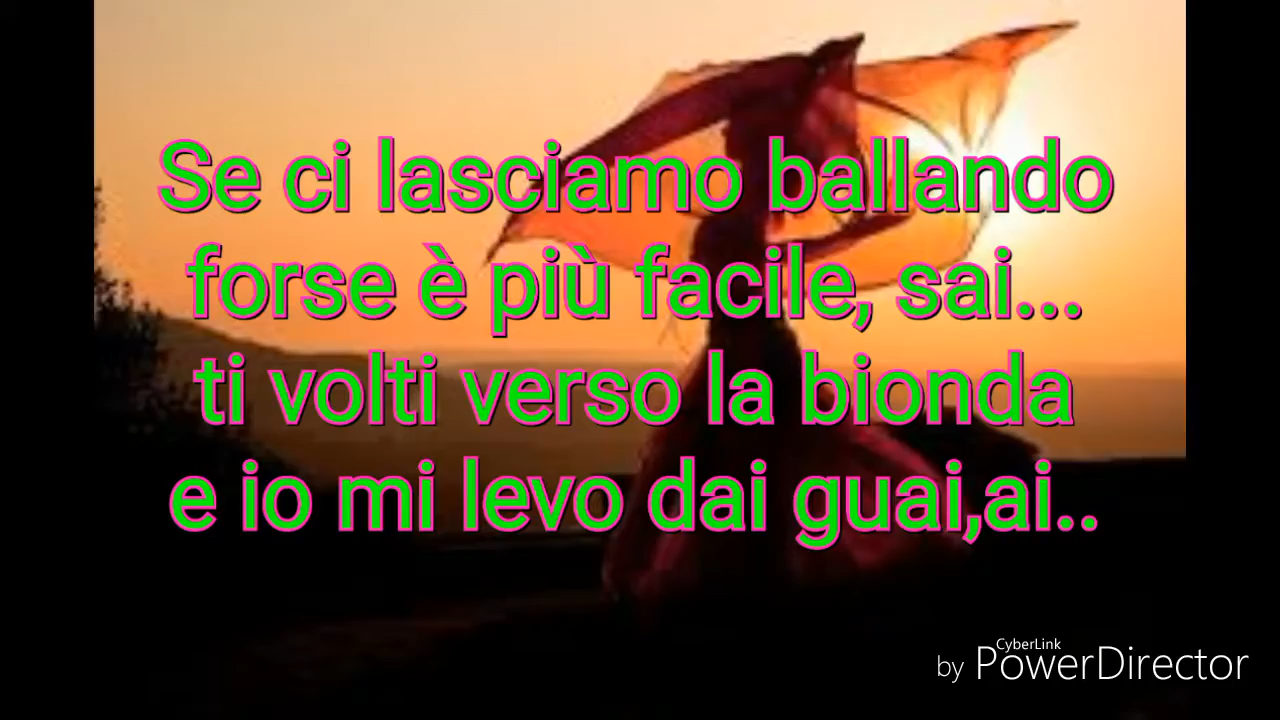 Se ci lasciamo ballando
forse è più facile, sai...
ti volti verso la bionda
e io mi levo dai guai,ai..
CyberLink
by PowerDirector